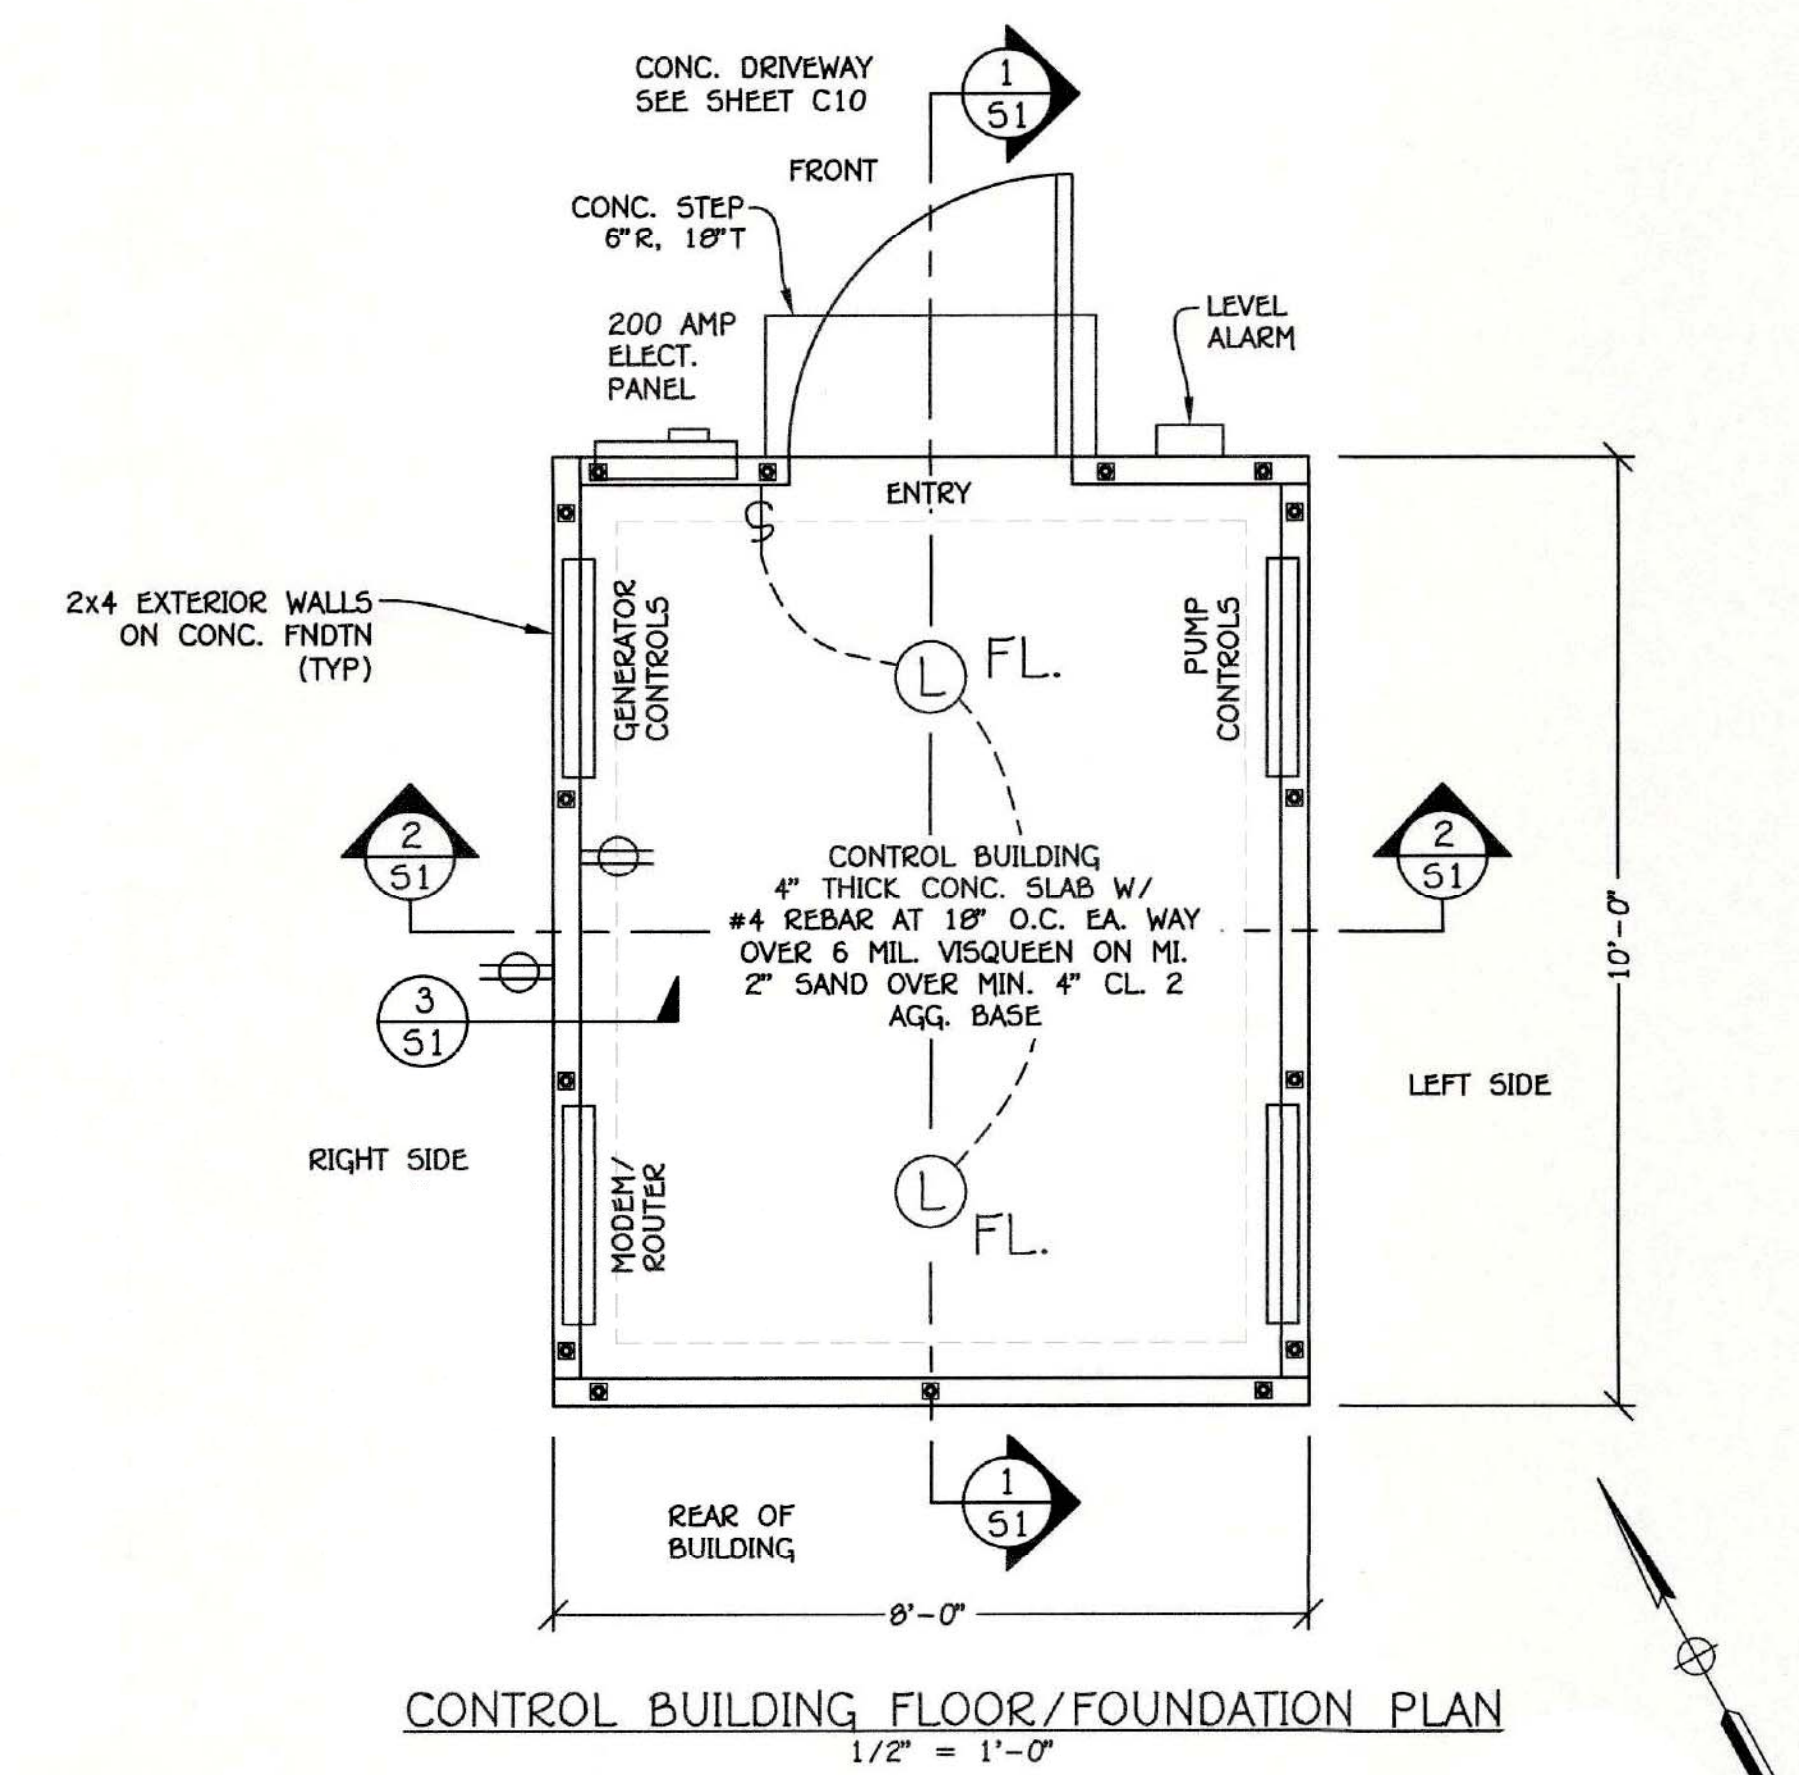 CONC. DRIVEWAY
SEE SHEET C10
1
S1
FRONT
CONC. STEP
6"R, 18"T
200 AMP
ELECT.
PANEL
LEVEL
ALARM
ENTRY
S
2x4 EXTERIOR WALLS
ON CONC. FNDTN
(TYP)
GENERATOR
CONTROLS
L FL.
PUMP
CONTROLS
2
S1
2
S1
CONTROL BUILDING
4" THICK CONC. SLAB W/
#4 REBAR AT 18" O.C. EA. WAY
OVER 6 MIL. VISQUEEN ON MI.
2" SAND OVER MIN. 4" CL. 2
AGG. BASE
10'-0"
3
S1
LEFT SIDE
RIGHT SIDE
MODEM/
ROUTER
L
FL.
1
S1
REAR OF
BUILDING
8'-0"
CONTROL BUILDING FLOOR/FOUNDATION PLAN
1/2" = 1'-0"